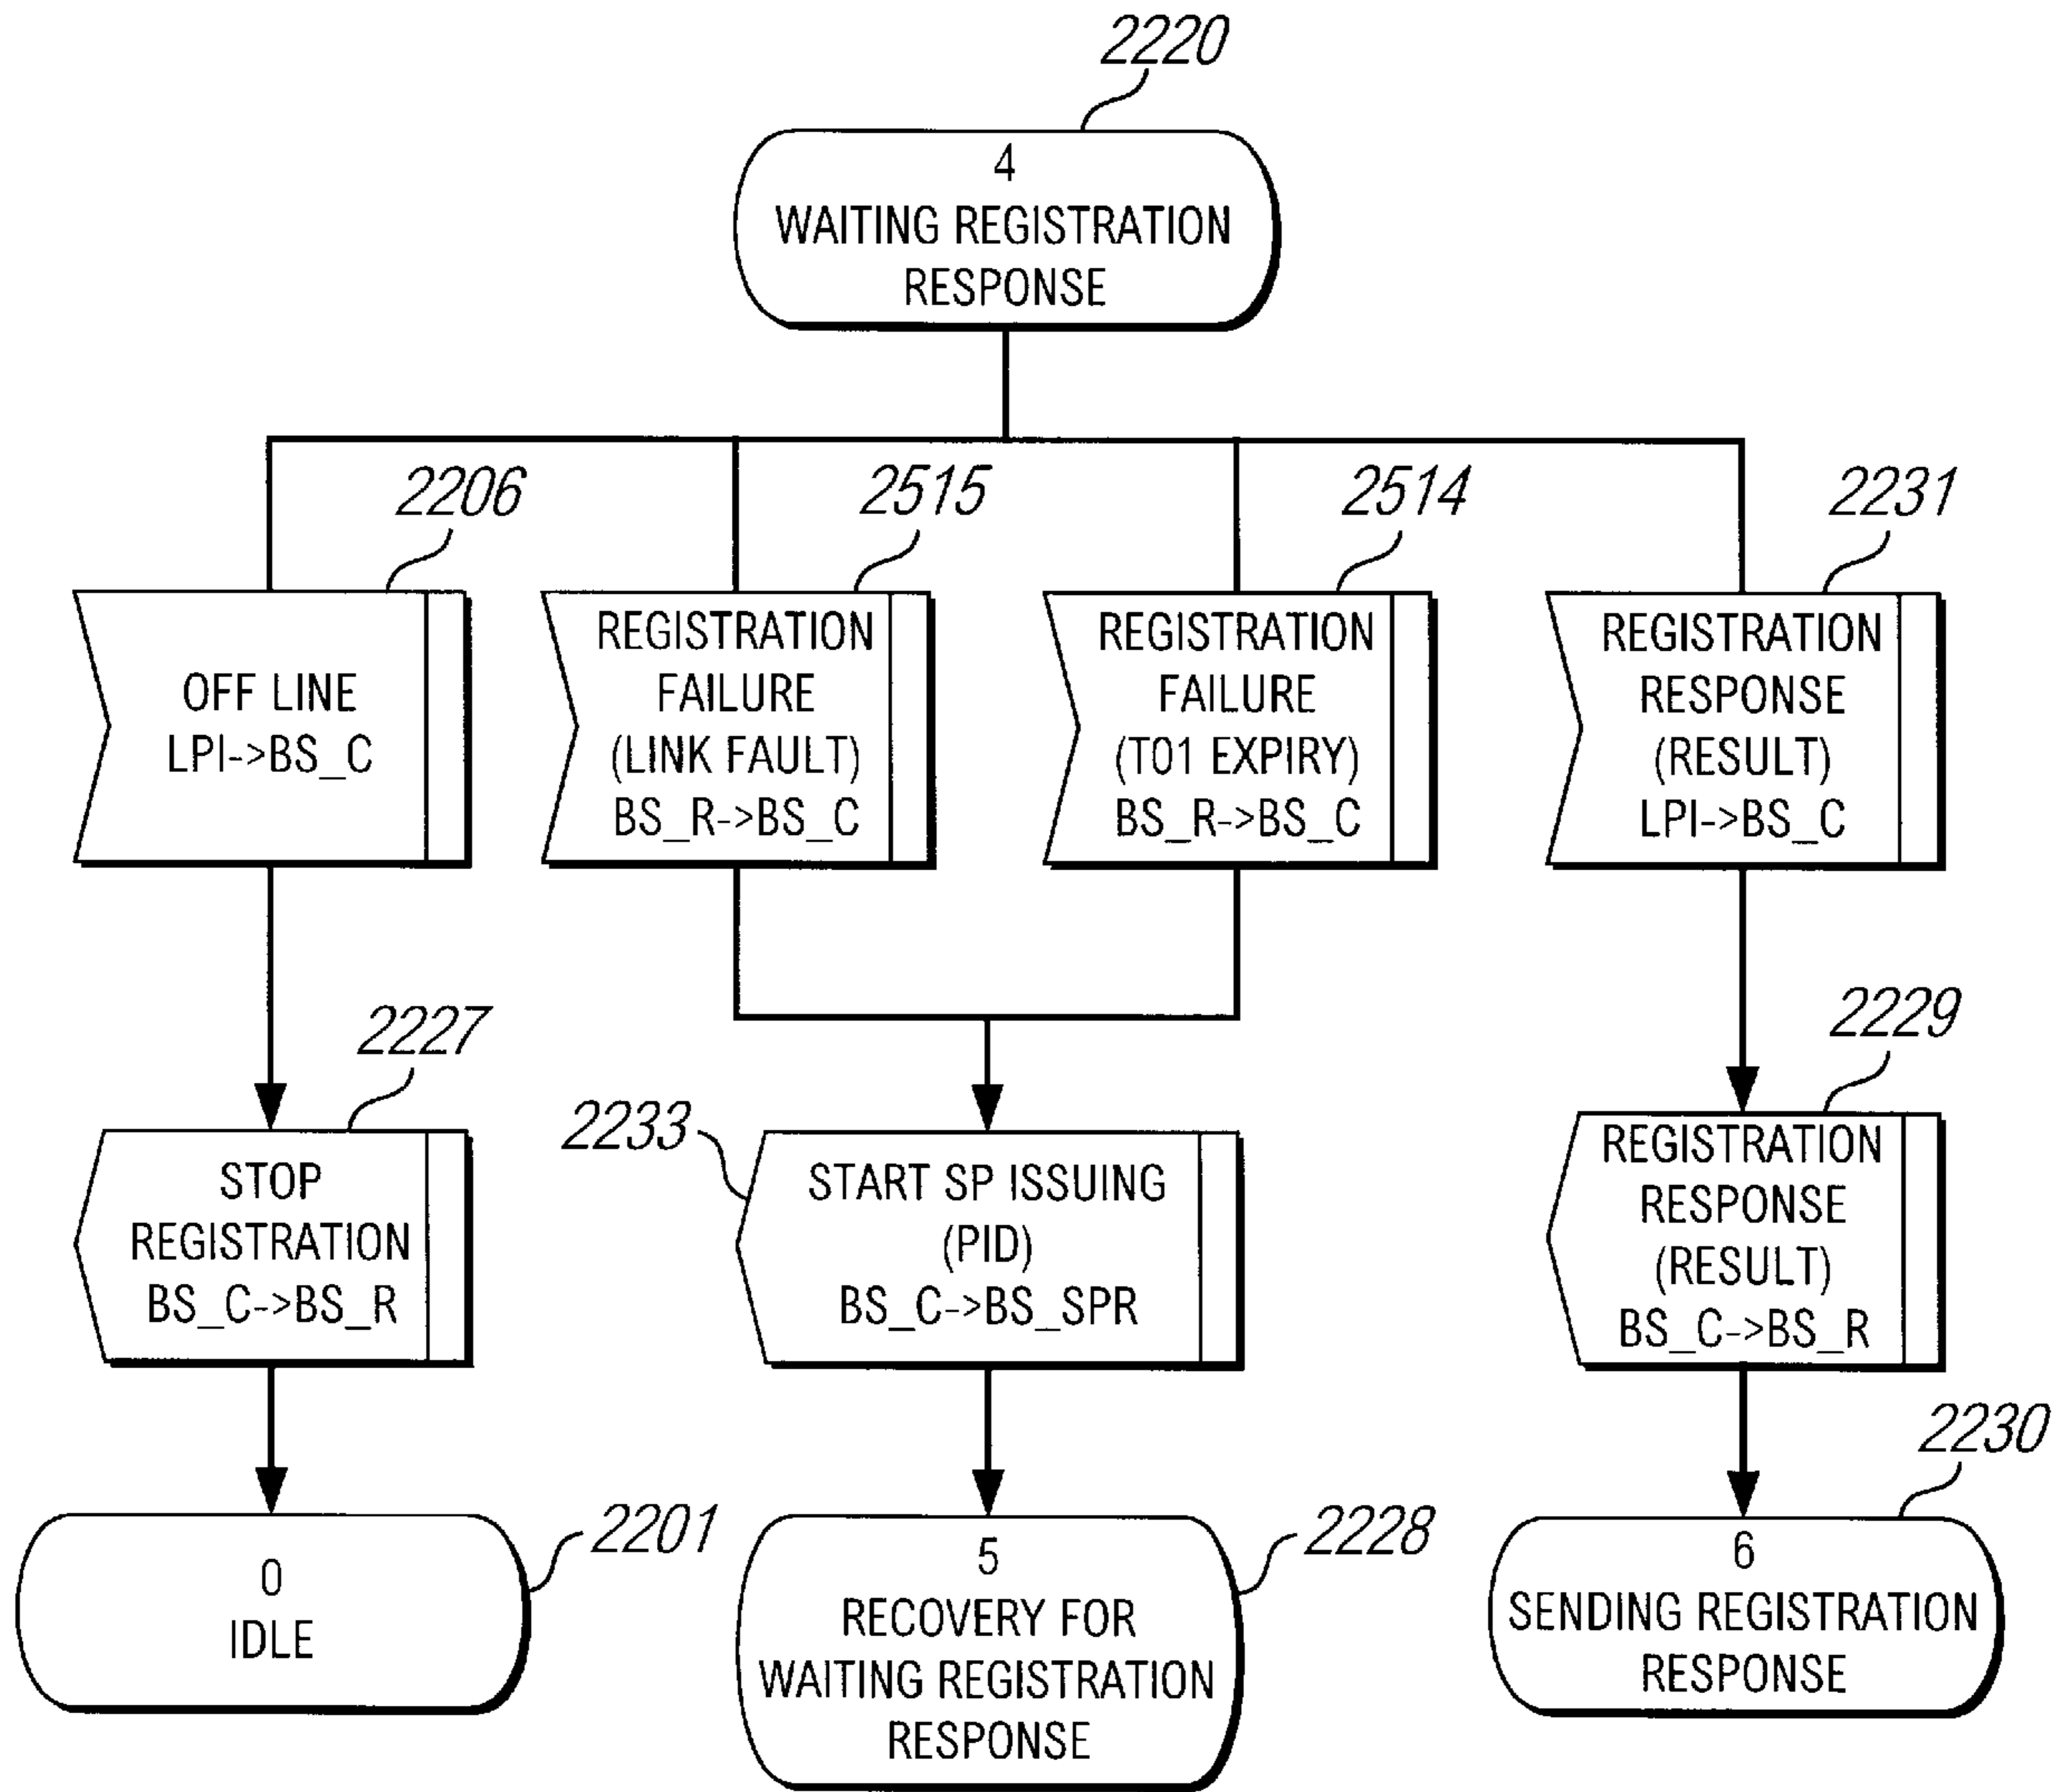 2220
4
WAITING REGISTRATION
RESPONSE
2206
OFF LINE
LPI->BS_C
2515
REGISTRATION
FAILURE
(LINK FAULT)
BS_R->BS_C
2514
REGISTRATION
FAILURE
(T01 EXPIRY)
BS_R->BS_C
2231
REGISTRATION
RESPONSE
(RESULT)
LPI->BS_C
2227
STOP
REGISTRATION
BS_C->BS_R
2233
START SP ISSUING
(PID)
BS_C->BS_SPR
2229
REGISTRATION
RESPONSE
(RESULT)
BS_C->BS_R
0
IDLE
2201
5
RECOVERY FOR
WAITING REGISTRATION
RESPONSE
2228
2230
6
SENDING REGISTRATION
RESPONSE